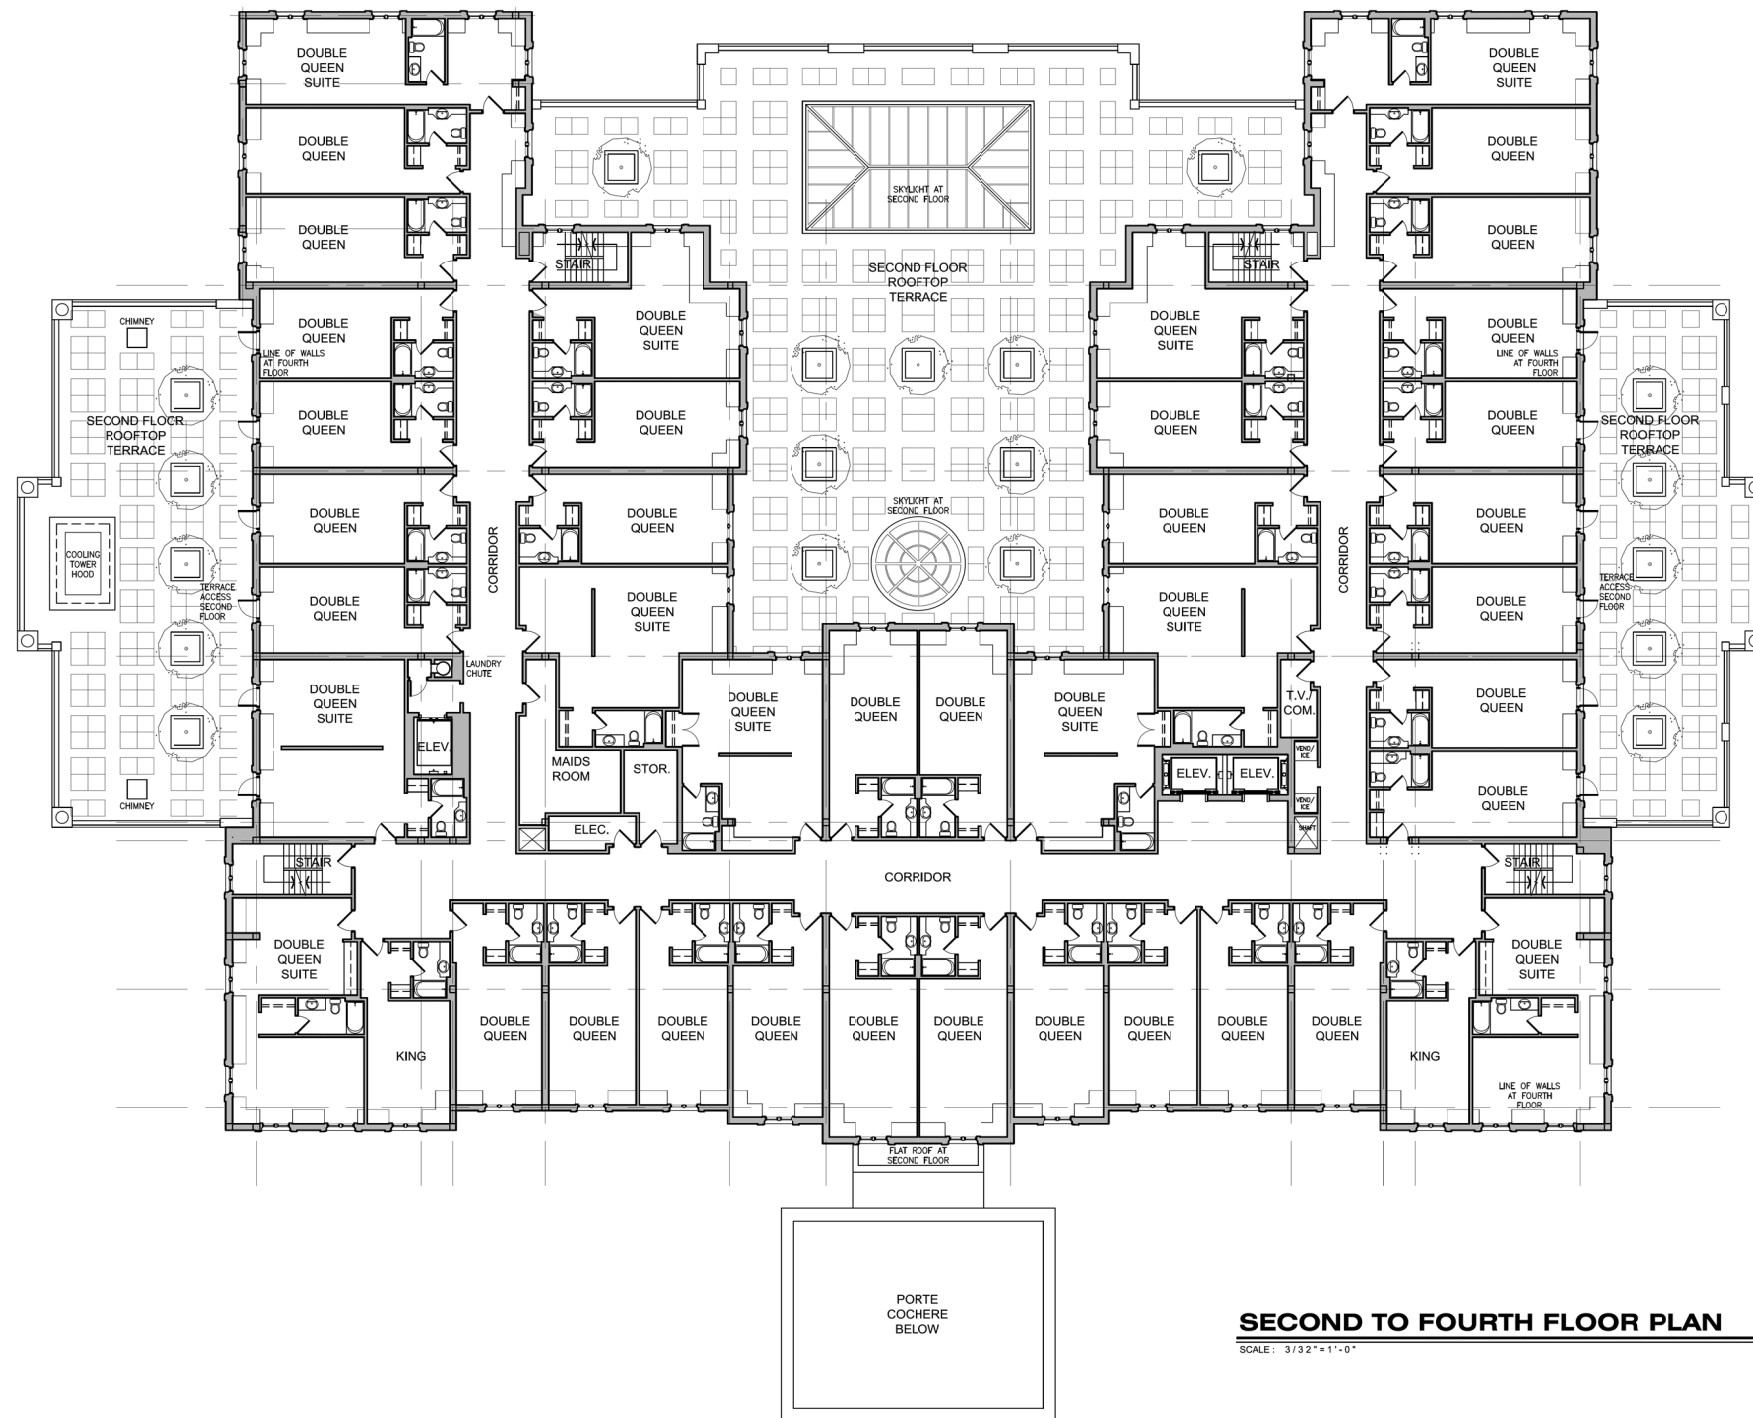 DOUBLE
QUEEN
SUITE
DOUBLE
QUEEN
SUITE
DOUBLE
QUEEN
DOUBLE
QUEEN
SKYLIGHT AT
SECOND FLOOR
DOUBLE
QUEEN
DOUBLE
QUEEN
STAIR
STAIR
SECOND FLOOR
ROOFTOP
TERRACE
CHIMNEY
DOUBLE
QUEEN
LINE OF WALLS
AT FOURTH
FLOOR
DOUBLE
QUEEN
SUITE
DOUBLE
QUEEN
SUITE
DOUBLE
QUEEN
LINE OF WALLS
AT FOURTH
FLOOR
SECOND FLOOR
ROOFTOP
TERRACE
DOUBLE
QUEEN
DOUBLE
QUEEN
DOUBLE
QUEEN
DOUBLE
QUEEN
SECOND FLOOR
ROOFTOP
TERRACE
DOUBLE
QUEEN
DOUBLE
QUEEN
SKYLIGHT AT
SECOND FLOOR
DOUBLE
QUEEN
DOUBLE
QUEEN
COOLING
TOWER
HOOD
CORRIDOR
CORRIDOR
TERRACE
ACCESS
SECOND
FLOOR
DOUBLE
QUEEN
DOUBLE
QUEEN
SUITE
DOUBLE
QUEEN
SUITE
DOUBLE
QUEEN
TERRACE
ACCESS
SECOND
FLOOR
LAUNDRY
CHUTE
DOUBLE
QUEEN
SUITE
DOUBLE
QUEEN
SUITE
DOUBLE
QUEEN
DOUBLE
QUEEN
DOUBLE
QUEEN
SUITE
T.V./
COM.
DOUBLE
QUEEN
ELEV.
MAIDS
ROOM
STOR.
ELEV.
ELEV.
VEND/
ICE
VEND/
ICE
DOUBLE
QUEEN
CHIMNEY
ELEC.
SHAFT
STAIR
CORRIDOR
STAIR
DOUBLE
QUEEN
SUITE
DOUBLE
QUEEN
SUITE
DOUBLE
QUEEN
DOUBLE
QUEEN
DOUBLE
QUEEN
DOUBLE
QUEEN
DOUBLE
QUEEN
DOUBLE
QUEEN
DOUBLE
QUEEN
DOUBLE
QUEEN
DOUBLE
QUEEN
DOUBLE
QUEEN
KING
KING
LINE OF WALLS
AT FOURTH
FLOOR
FLAT ROOF AT
SECOND FLOOR
PORTE
COCHERE
BELOW
SECOND TO FOURTH FLOOR PLAN
SCALE: 3/32"=1'-0"